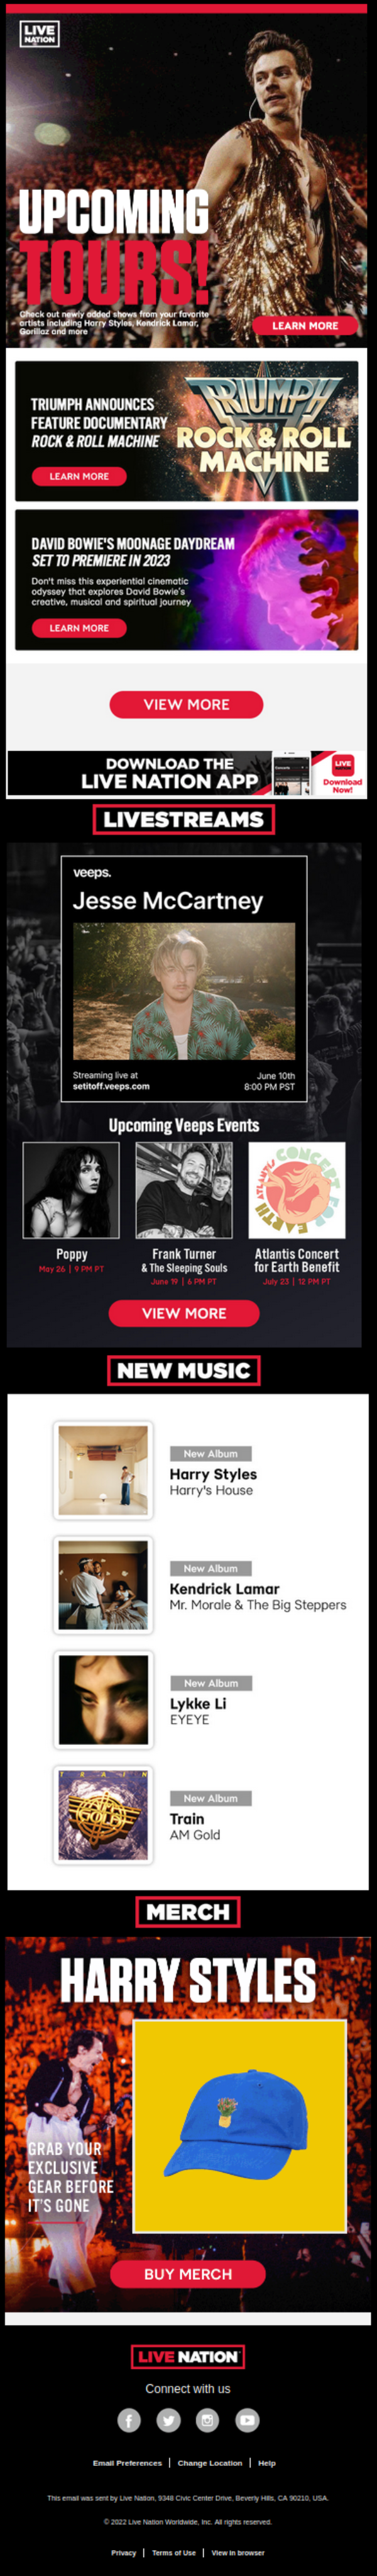 LIVE
NATION
UPCOMING
TOURS!
Check out newly added shows from your favorite
artists including Harry Styles, Kendrick Lamar,
Gorillaz and more
LEARN MORE
TRIUMPH ANNOUNCES
FEATURE DOCUMENTARY
ROCK & ROLL MACHINE
LEARN MORE
TRIUMPH
ROCK & ROLL
MACHINE
DAVID BOWIE'S MOONAGE DAYDREAM
SET TO PREMIERE IN 2023
Don't miss this experiential cinematic
odyssey that explores David Bowie's
creative, musical and spiritual journey
LEARN MORE
VIEW MORE
DOWNLOAD THE
LIVE NATION APP
LIVE
Download
Now!
LIVESTREAMS
veeps.
Jesse McCartney
Streaming live at
setitoff.veeps.com
June 10th
8:00 PM PST
Upcoming Veeps Events
CONCERT
FOR
EARTH
ATLANTIS
Poppy
May 26 | 9 PM PT
Frank Turner
& The Sleeping Souls
June 19 | 6 PM PT
Atlantis Concert
for Earth Benefit
July 23 | 12 PM PT
VIEW MORE
NEW MUSIC
New Album
Harry Styles
Harry's House
New Album
Kendrick Lamar
Mr. Morale & The Big Steppers
New Album
Lykke Li
EYEYE
TRAIN
GOLD
New Album
Train
AM Gold
MERCH
HARRY STYLES
GRAB YOUR
EXCLUSIVE
GEAR BEFORE
IT'S GONE
BUY MERCH
LIVE NATION
Connect with us
Email Preferences | Change Location | Help
This email was sent by Live Nation, 9348 Civic Center Drive, Beverly Hills, CA 90210, USA.
© 2022 Live Nation Worldwide, Inc. All rights reserved.
Privacy | Terms of Use | View in browser